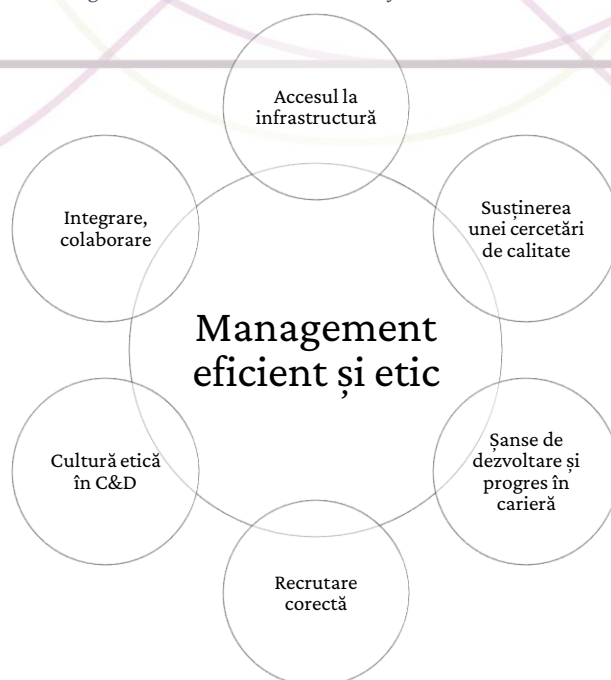 Accesul la
infrastructură
Susținerea
unei cercetări
de calitate
Integrare,
colaborare
Management
eficient și etic
Șanse de
dezvoltare și
progres în
carieră
Cultură etică
în C&D
Recrutare
corectă